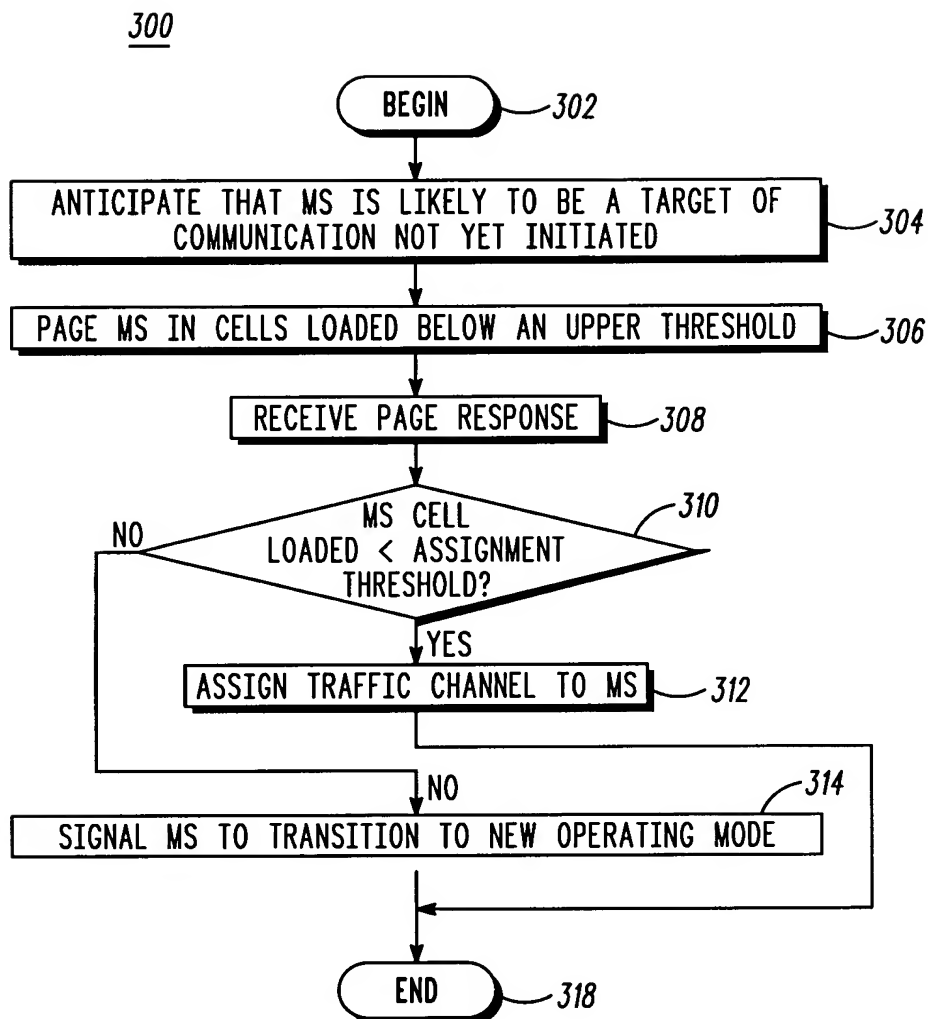 300
BEGIN
302
ANTICIPATE THAT MS IS LIKELY TO BE A TARGET OF
COMMUNICATION NOT YET INITIATED
304
PAGE MS IN CELLS LOADED BELOW AN UPPER THRESHOLD
306
RECEIVE PAGE RESPONSE
308
MS CELL
LOADED < ASSIGNMENT
THRESHOLD?
310
NO
YES
ASSIGN TRAFFIC CHANNEL TO MS
312
NO
314
SIGNAL MS TO TRANSITION TO NEW OPERATING MODE
END
318